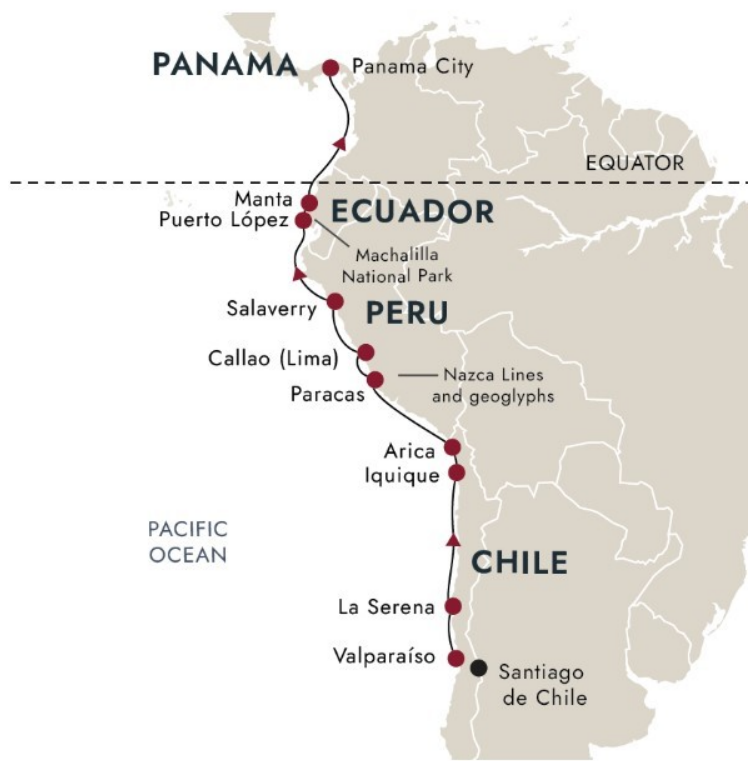 PANAMA
Panama City
EQUATOR
Manta
ECUADOR
Puerto López
Machalilla
National Park
Salaverry
PERU
Callao (Lima)
Nazca Lines
and geoglyphs
Paracas
Arica
Iquique
PACIFIC
OCEAN
CHILE
La Serena
Valparaíso
Santiago
de Chile